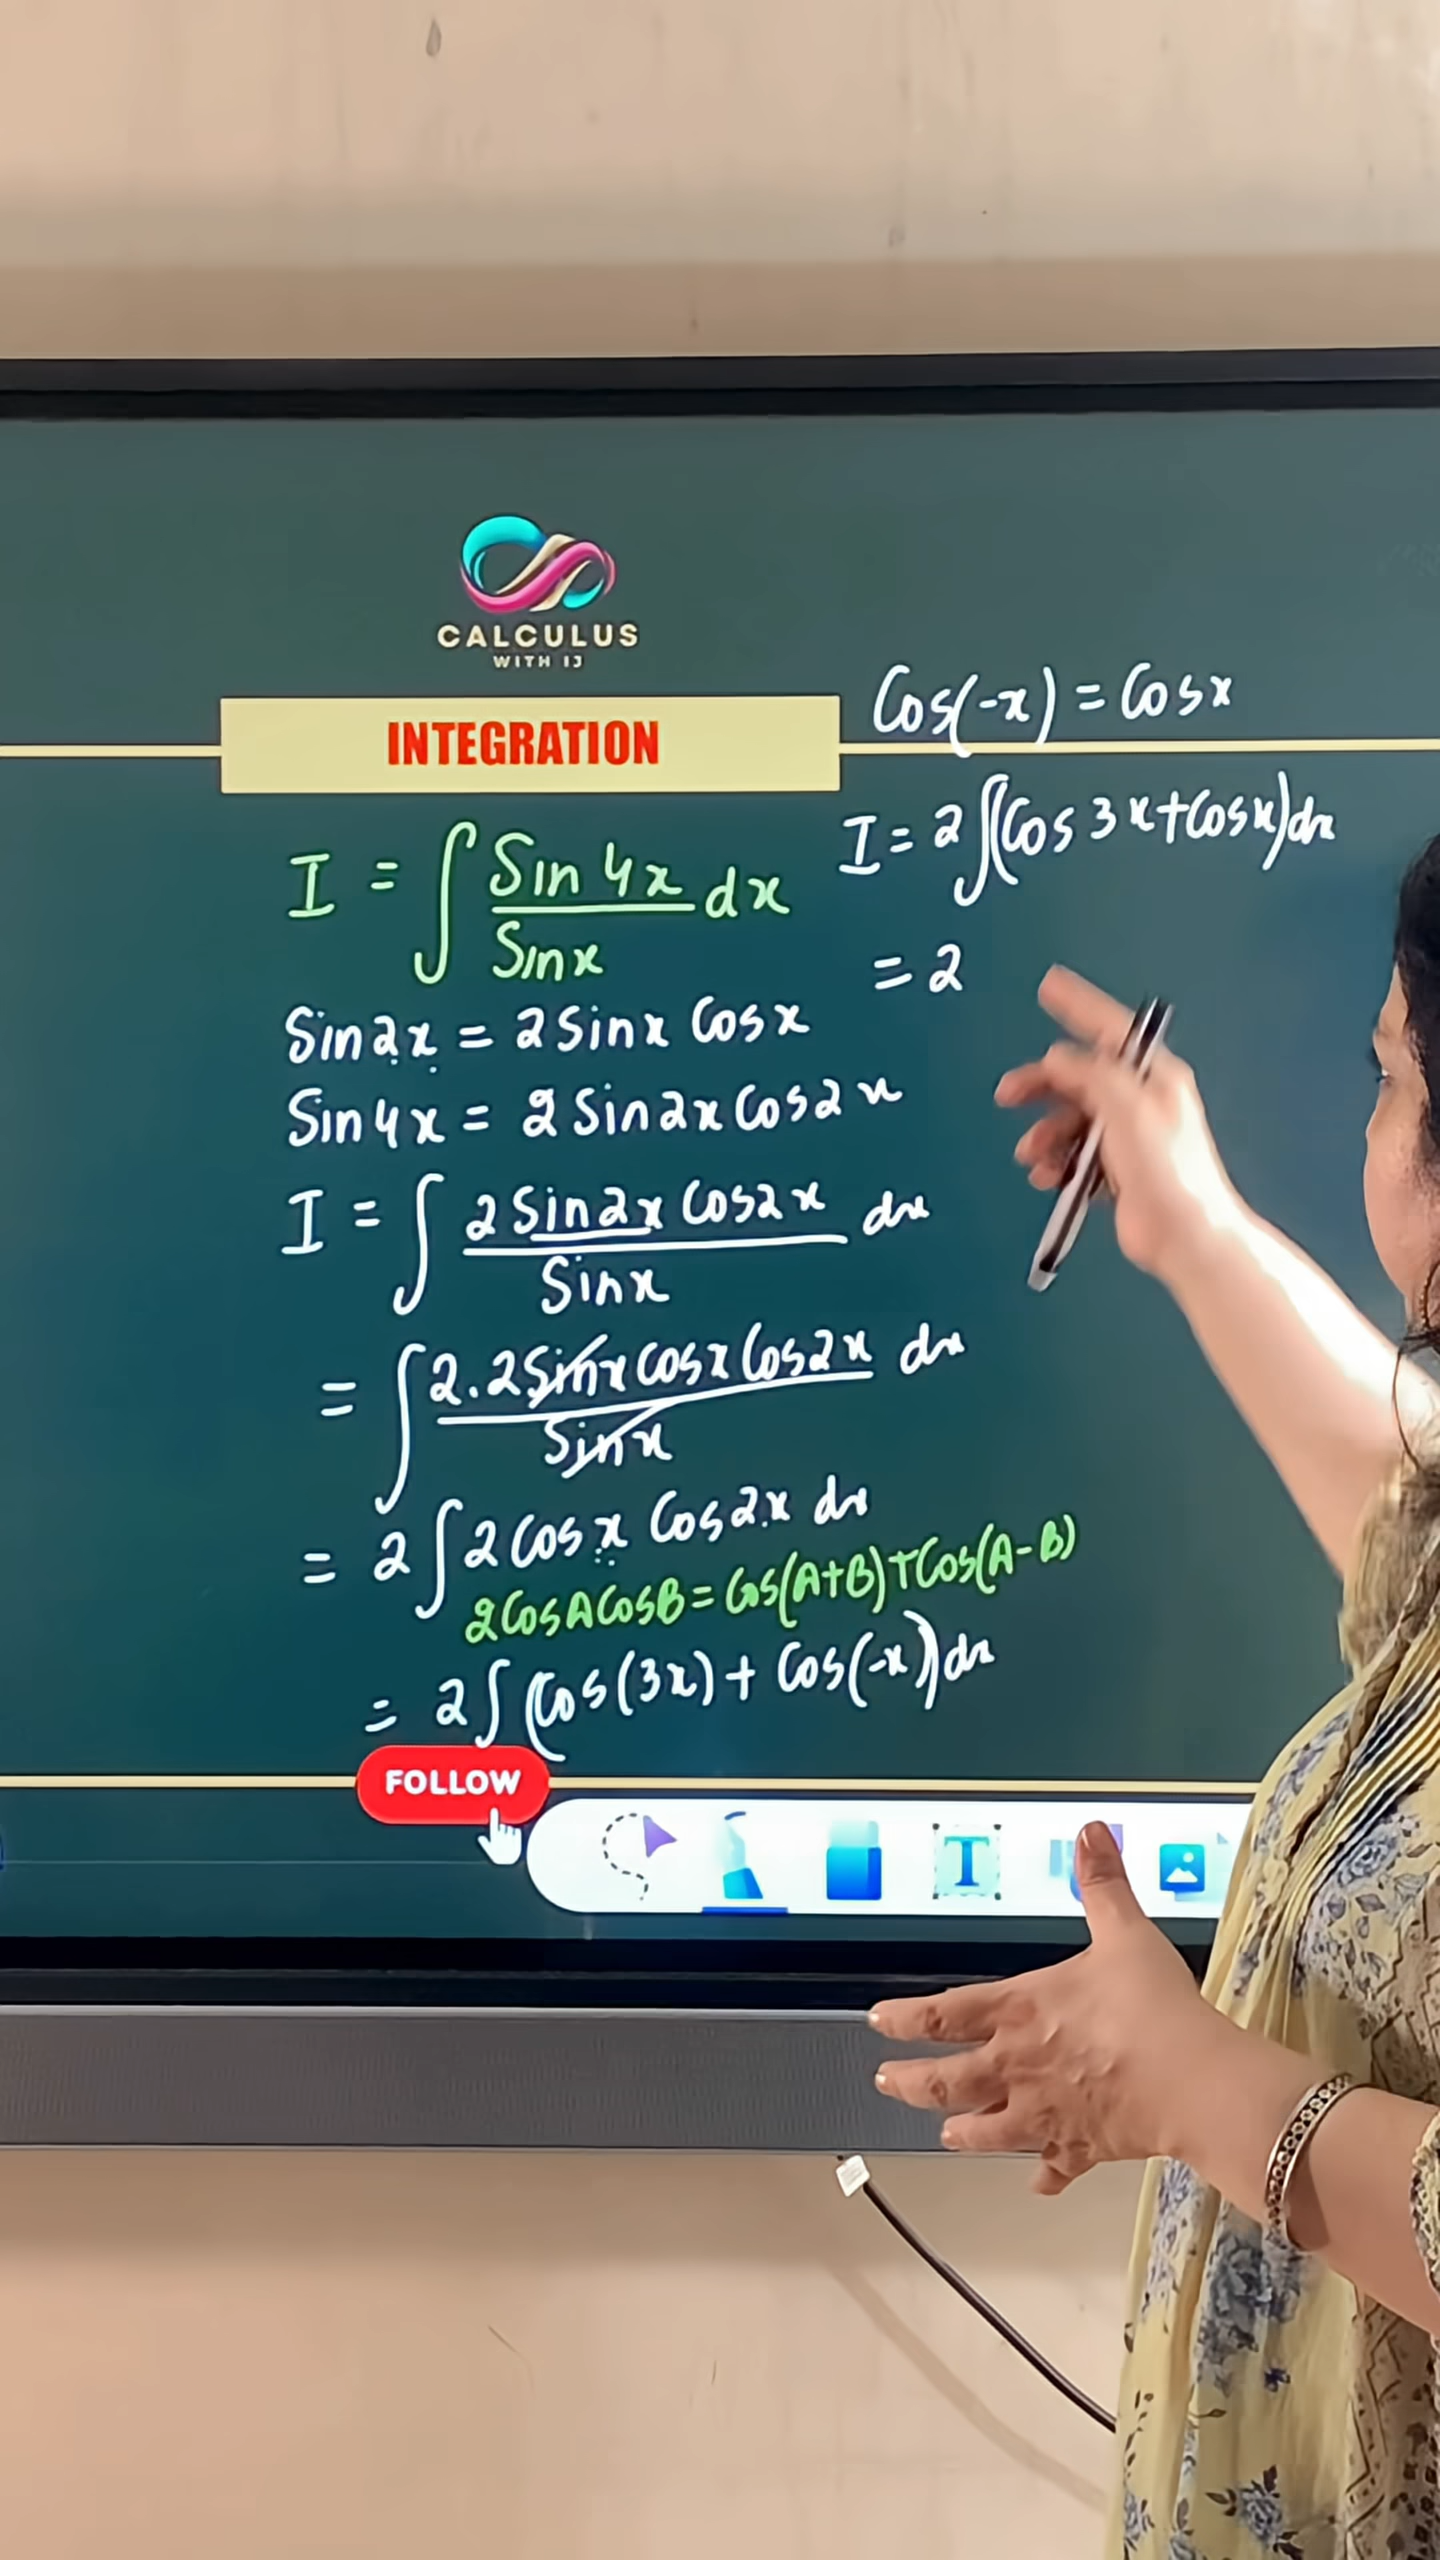 CALCULUS
WITH IJ
INTEGRATION
I = ∫ Sin 4x / Sinx dx
Sin2x = 2 Sinx Cosx
Sin4x = 2 Sin2x Cos2x
I = ∫ 2 Sin2x Cos2x / Sinx dx
= ∫ 2.2Sinx Cosx Cos2x / Sinx dx
= 2 ∫ 2 Cos x Cos2x dx
2CosACosB = Cos(A+B)+Cos(A-B)
= 2 ∫ (Cos(3x) + Cos(-x))dx
Cos(-x) = Cosx
I = 2 ∫(Cos 3x+Cosx)dx
= 2
FOLLOW
T